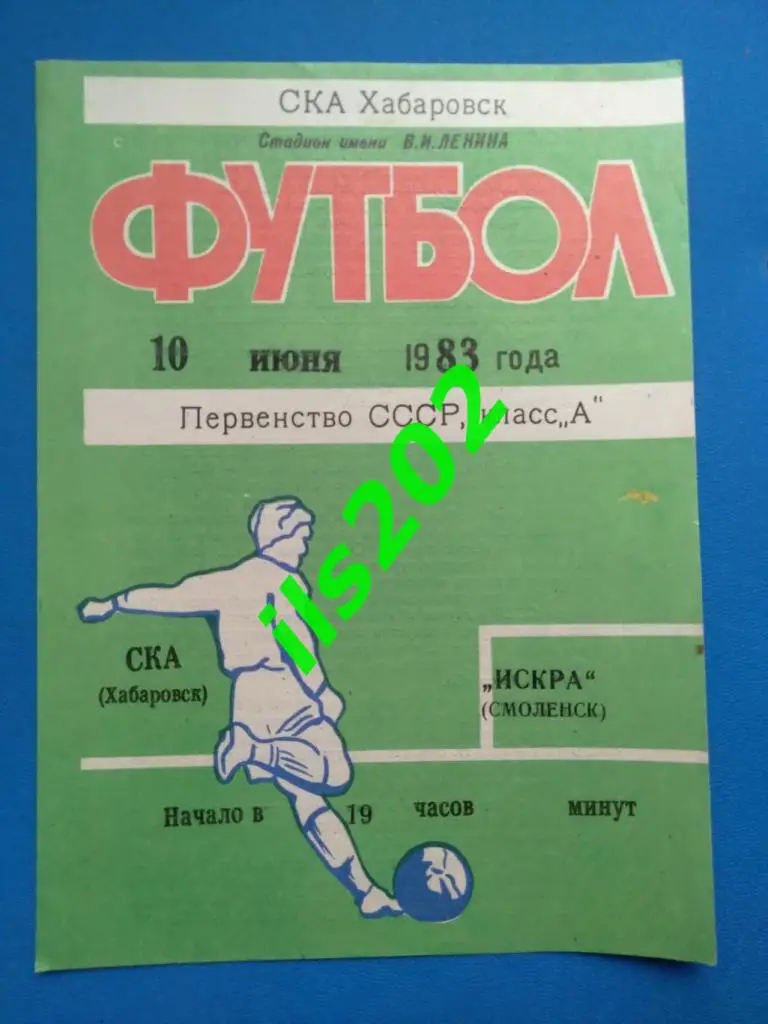 СКА Хабаровск
Стадион имени В.И.ЛЕНИНА
ФУТБОЛ
10 июня 1983 года
Первенство СССР, класс„А“
СКА
(Хабаровск)
„ИСКРА“
(СМОЛЕНСК)
Начало в 19 часов минут
ils202